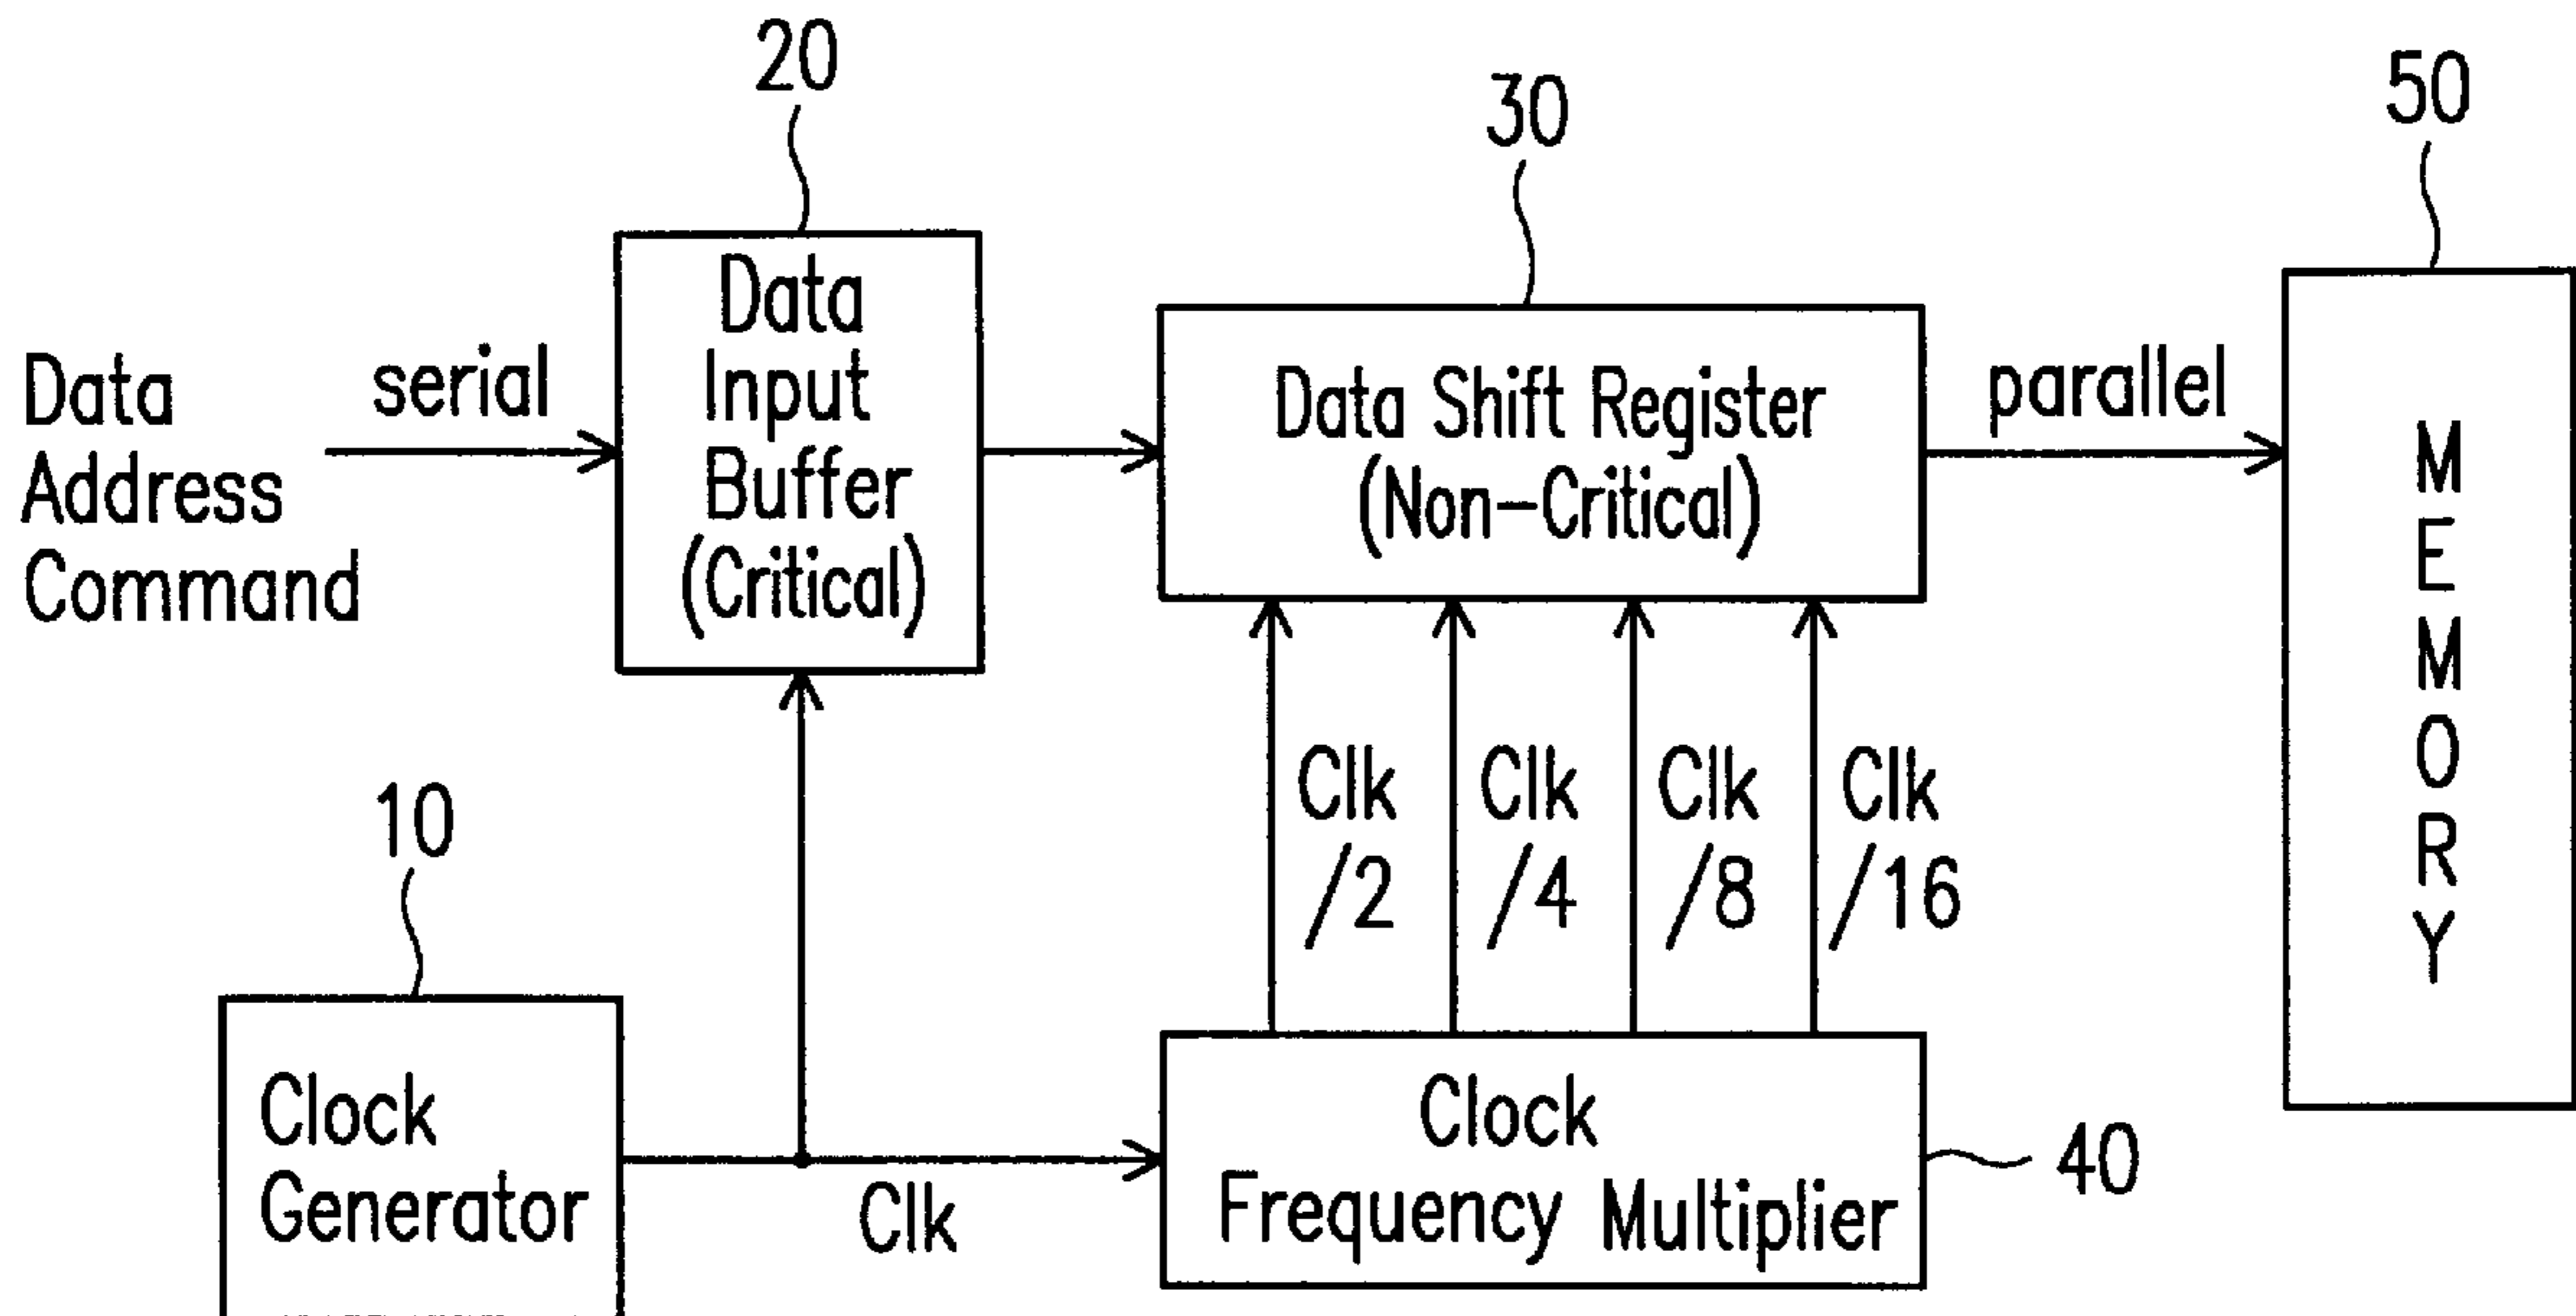 20
30
50
Data
Address
Command
serial
Data
Input
Buffer
(Critical)
Data Shift Register
(Non-Critical)
parallel
M
E
M
O
R
Y
10
Clk
/2
Clk
/4
Clk
/8
Clk
/16
Clock
Generator
Clk
Clock
Frequency Multiplier
40